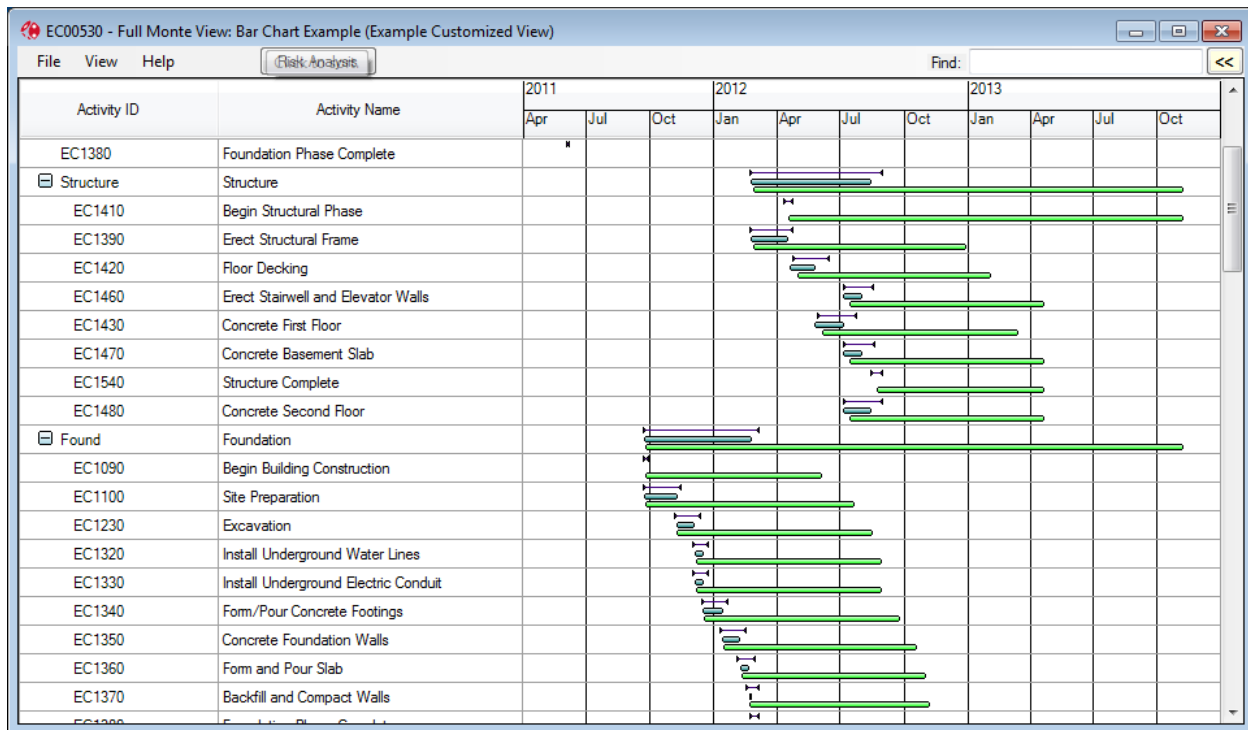 EC00530 - Full Monte View: Bar Chart Example (Example Customized View)
File View Help Risk Analysis Find: <<
Activity ID Activity Name
2011 2012 2013
Apr Jul Oct Jan Apr Jul Oct Jan Apr Jul Oct
EC1380 Foundation Phase Complete
Structure Structure
EC1410 Begin Structural Phase
EC1390 Erect Structural Frame
EC1420 Floor Decking
EC1460 Erect Stairwell and Elevator Walls
EC1430 Concrete First Floor
EC1470 Concrete Basement Slab
EC1540 Structure Complete
EC1480 Concrete Second Floor
Found Foundation
EC1090 Begin Building Construction
EC1100 Site Preparation
EC1230 Excavation
EC1320 Install Underground Water Lines
EC1330 Install Underground Electric Conduit
EC1340 Form/Pour Concrete Footings
EC1350 Concrete Foundation Walls
EC1360 Form and Pour Slab
EC1370 Backfill and Compact Walls